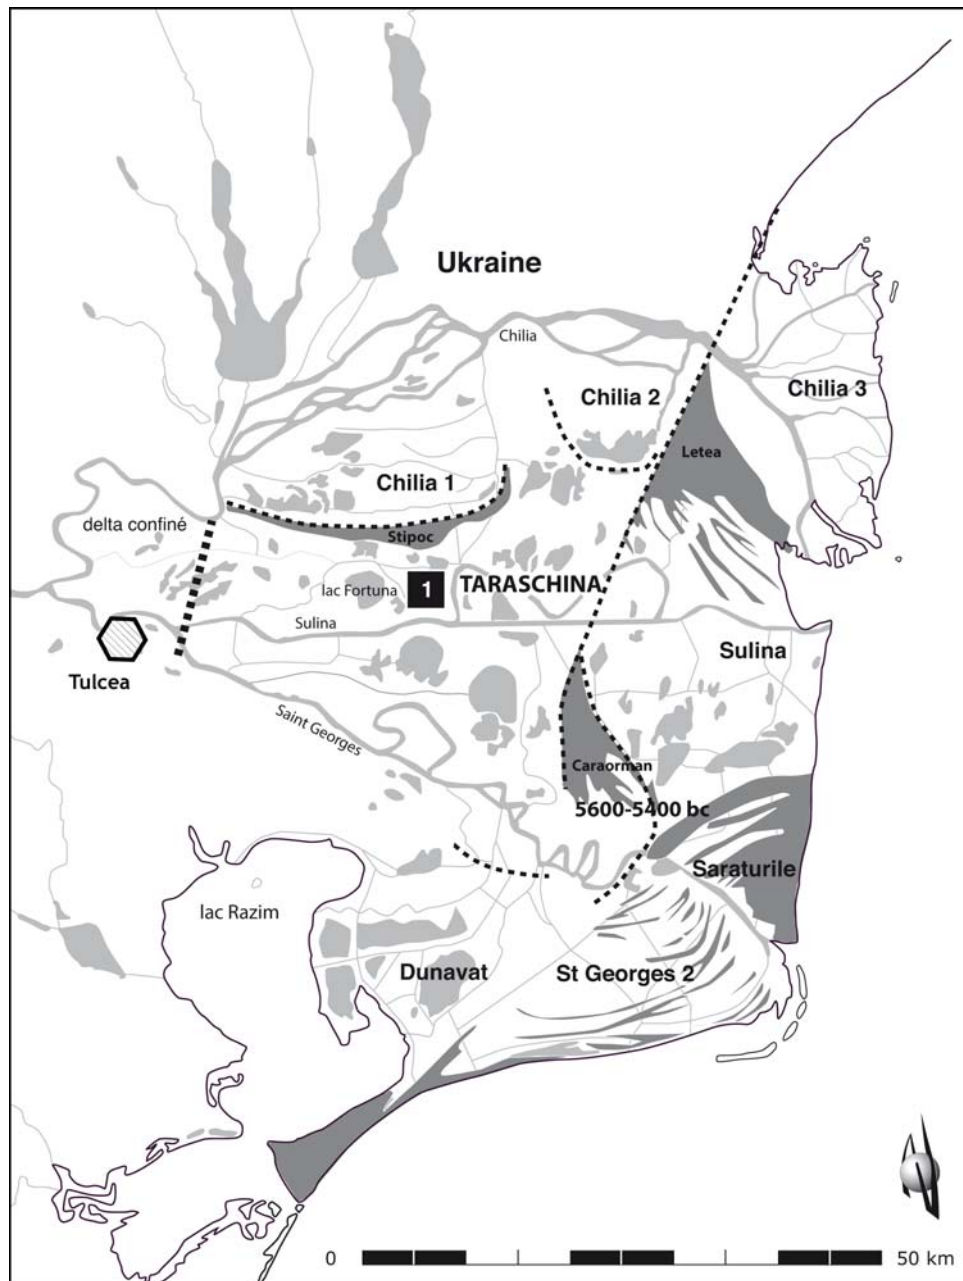 Ukraine
Chilia
Chilia 2
Chilia 3
Letea
Chilia 1
delta confiné
Stipoc
lac Fortuna
1
TARASCHINA
Sulina
Sulina
Tulcea
Saint Georges
Caraorman
5600-5400 bc
Saraturile
lac Razim
Dunavat
St Georges 2
0
50 km